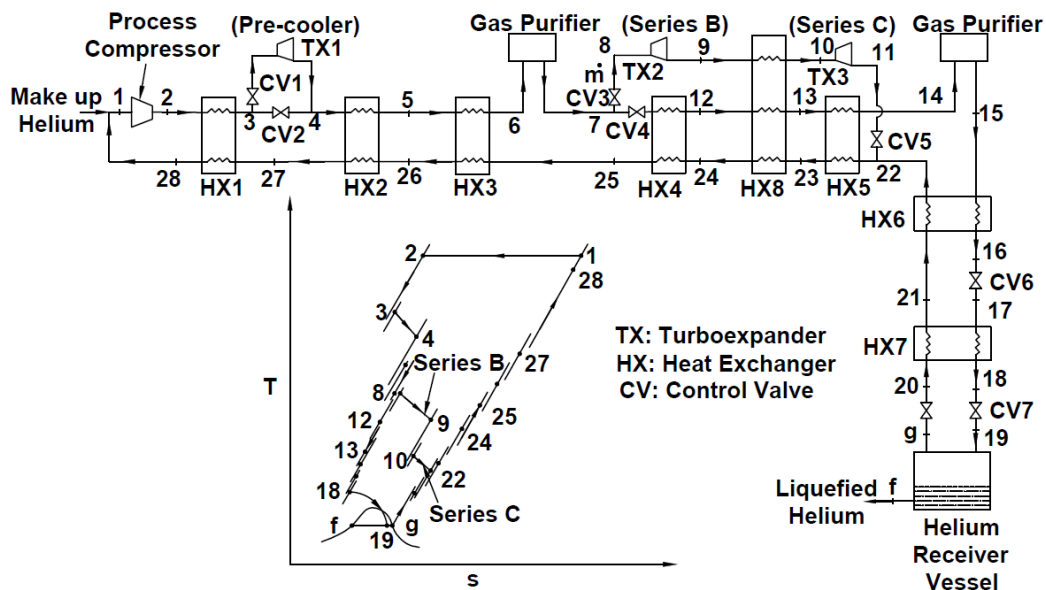 Process
Compressor
(Pre-cooler)
TX1
CV1
CV2
Gas Purifier
(Series B)
(Series C)
Gas Purifier
8
9
10
11
TX2
TX3
ṁ
CV3
CV4
Make up
Helium
1
2
3
4
5
6
7
12
13
14
15
CV5
28
HX1
27
HX2
26
HX3
25
HX4
24
HX8
23
HX5
22
HX6
16
CV6
21
17
HX7
20
18
CV7
g
19
f
Liquefied
Helium
Helium
Receiver
Vessel
TX: Turboexpander
HX: Heat Exchanger
CV: Control Valve
T
2
1
28
3
4
Series B
27
8
12
9
25
13
24
10
22
18
Series C
f
19
g
s